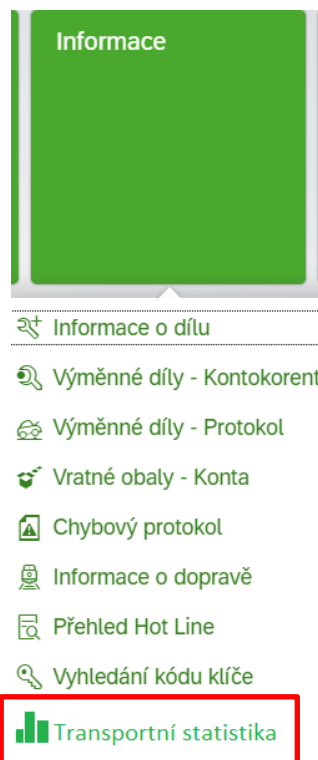 Informace
Informace o dílu
Výměnné díly - Kontokorent
Výměnné díly - Protokol
Vratné obaly - Konta
Chybový protokol
Informace o dopravě
Přehled Hot Line
Vyhledání kódu klíče
Transportní statistika